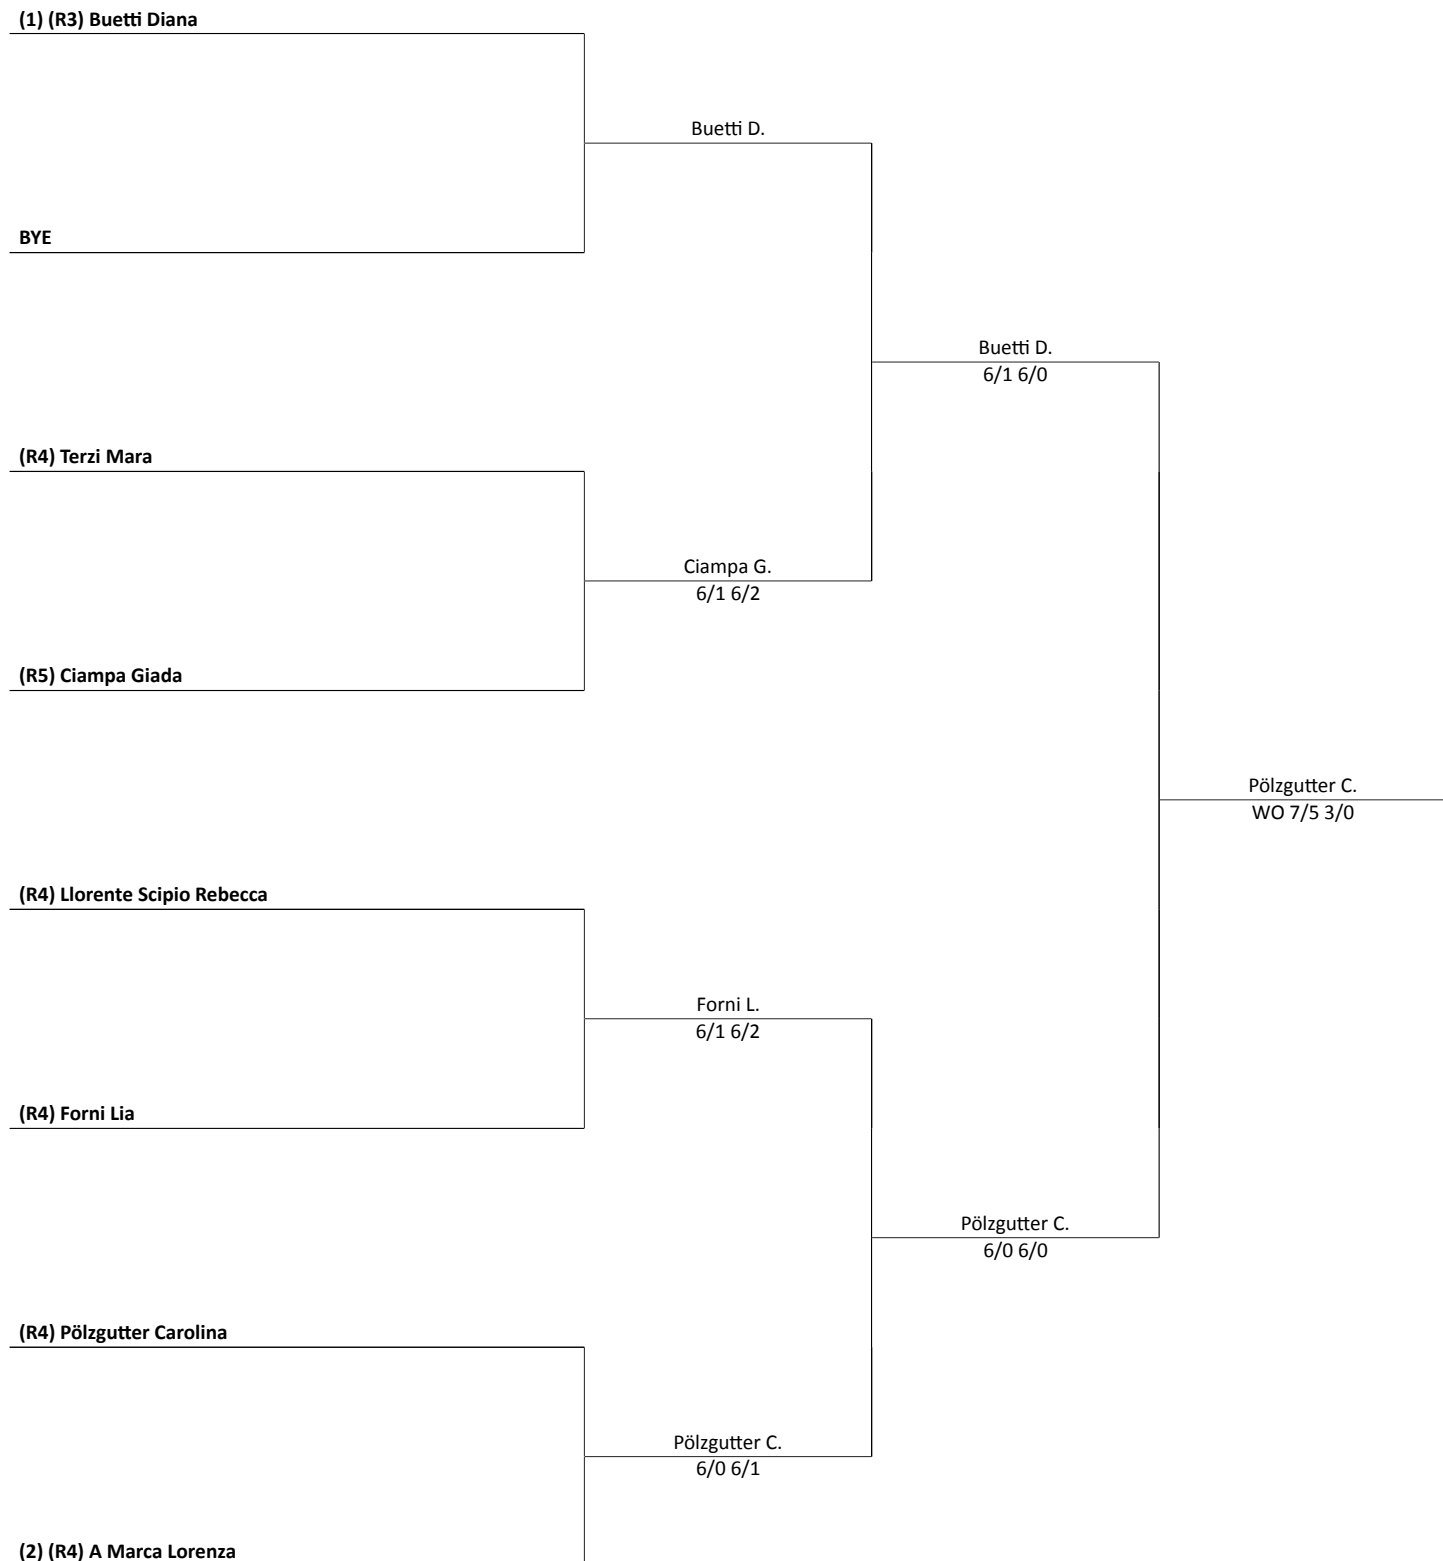 (1) (R3) Buetti Diana
Buetti D.
BYE
Buetti D.
6/1 6/0
(R4) Terzi Mara
Ciampa G.
6/1 6/2
(R5) Ciampa Giada
Pölzgutter C.
WO 7/5 3/0
(R4) Llorente Scipio Rebecca
Forni L.
6/1 6/2
(R4) Forni Lia
Pölzgutter C.
6/0 6/0
(R4) Pölzgutter Carolina
Pölzgutter C.
6/0 6/1
(2) (R4) A Marca Lorenza